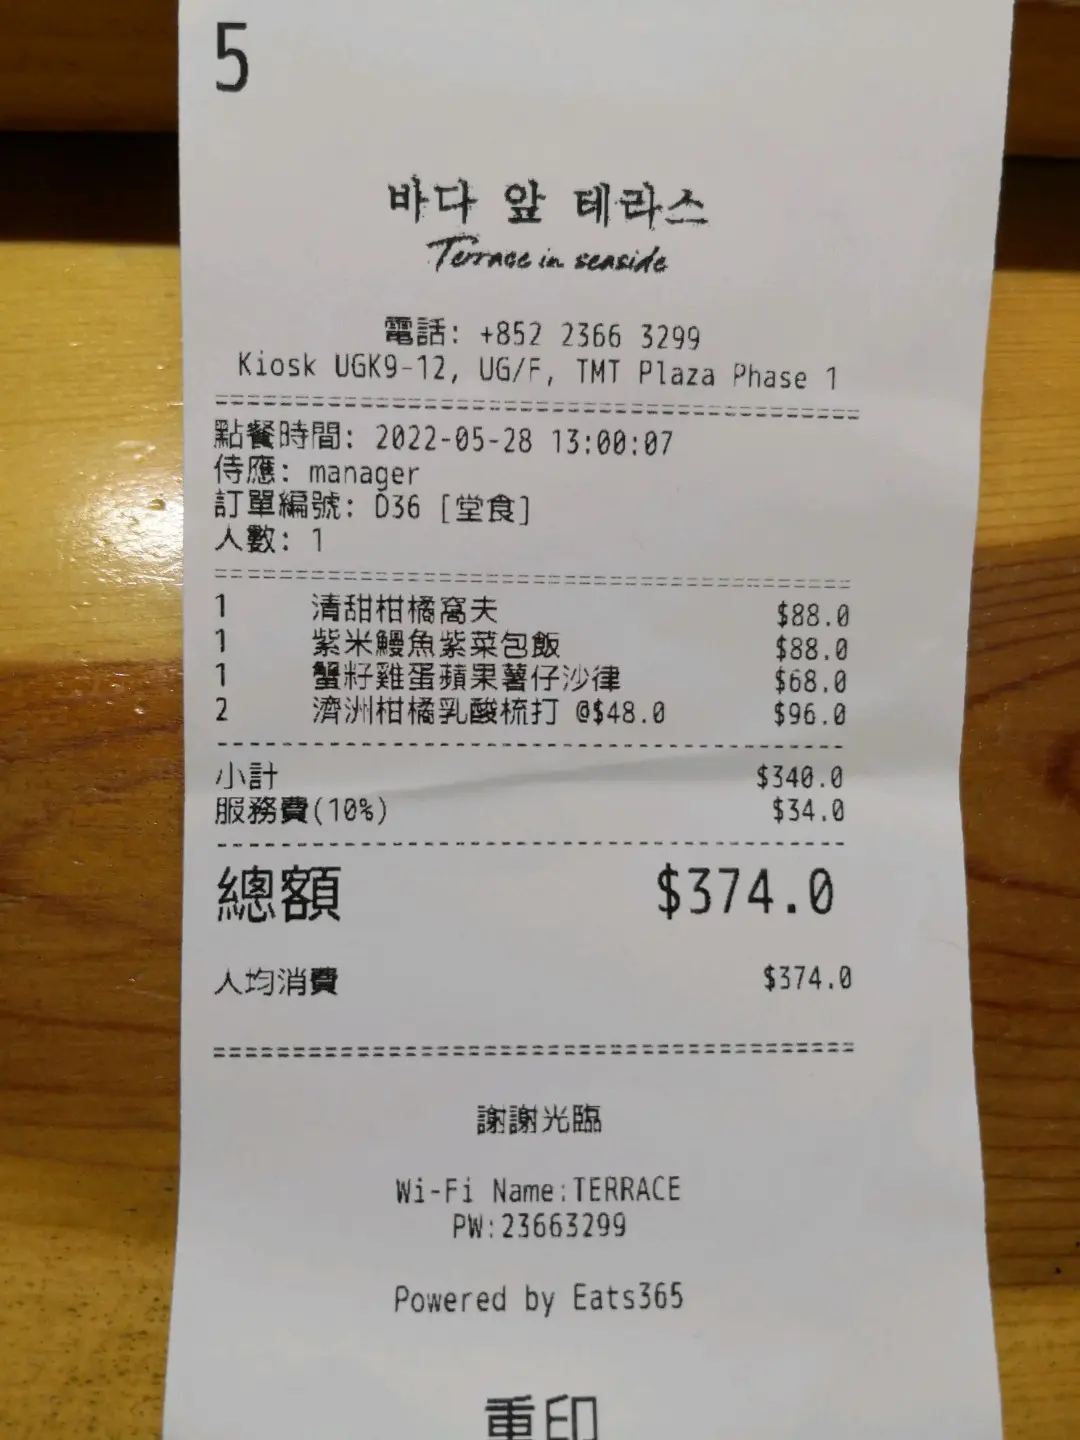 5
바다 앞 테라스
Terrace in seaside
電話: +852 2366 3299
Kiosk UGK9-12, UG/F, TMT Plaza Phase 1
點餐時間: 2022-05-28 13:00:07
侍應: manager
訂單編號: D36 [堂食]
人數: 1
1 清甜柑橘窩夫 $88.0
1 紫米鰻魚紫菜包飯 $88.0
1 蟹籽雞蛋蘋果薯仔沙律 $68.0
2 濟洲柑橘乳酸梳打 @$48.0 $96.0
小計 $340.0
服務費(10%) $34.0
總額 $374.0
人均消費 $374.0
謝謝光臨
Wi-Fi Name:TERRACE
PW:23663299
Powered by Eats365
重印